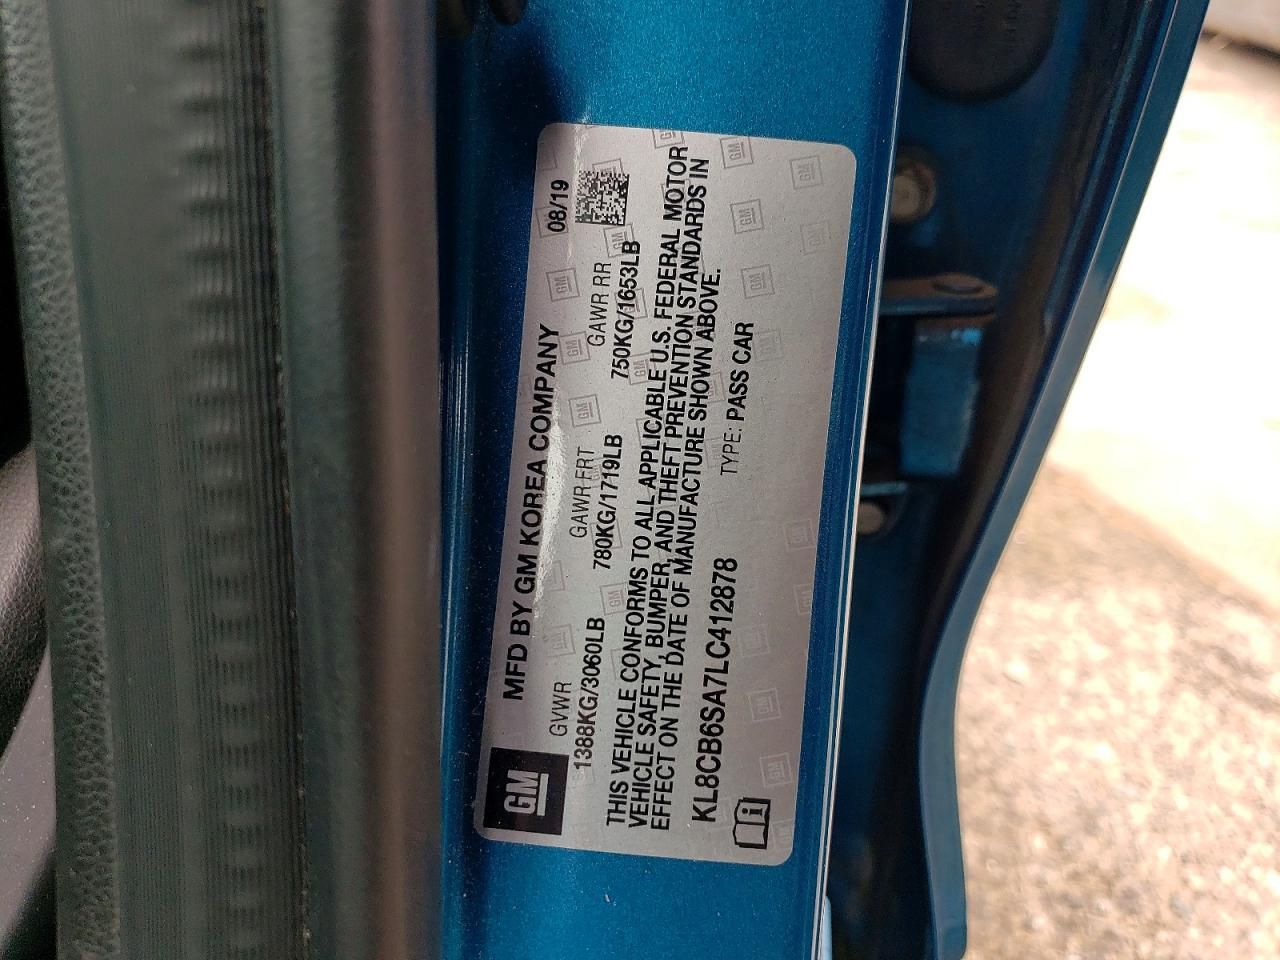 GM
MFD BY GM KOREA COMPANY 08/19
GVWR GAWR FRT GAWR RR
1388KG/3060LB 780KG/1719LB 750KG/1653LB
THIS VEHICLE CONFORMS TO ALL APPLICABLE U.S. FEDERAL MOTOR
VEHICLE SAFETY, BUMPER, AND THEFT PREVENTION STANDARDS IN
EFFECT ON THE DATE OF MANUFACTURE SHOWN ABOVE.
KL8CB6SA7LC412878 TYPE: PASS CAR